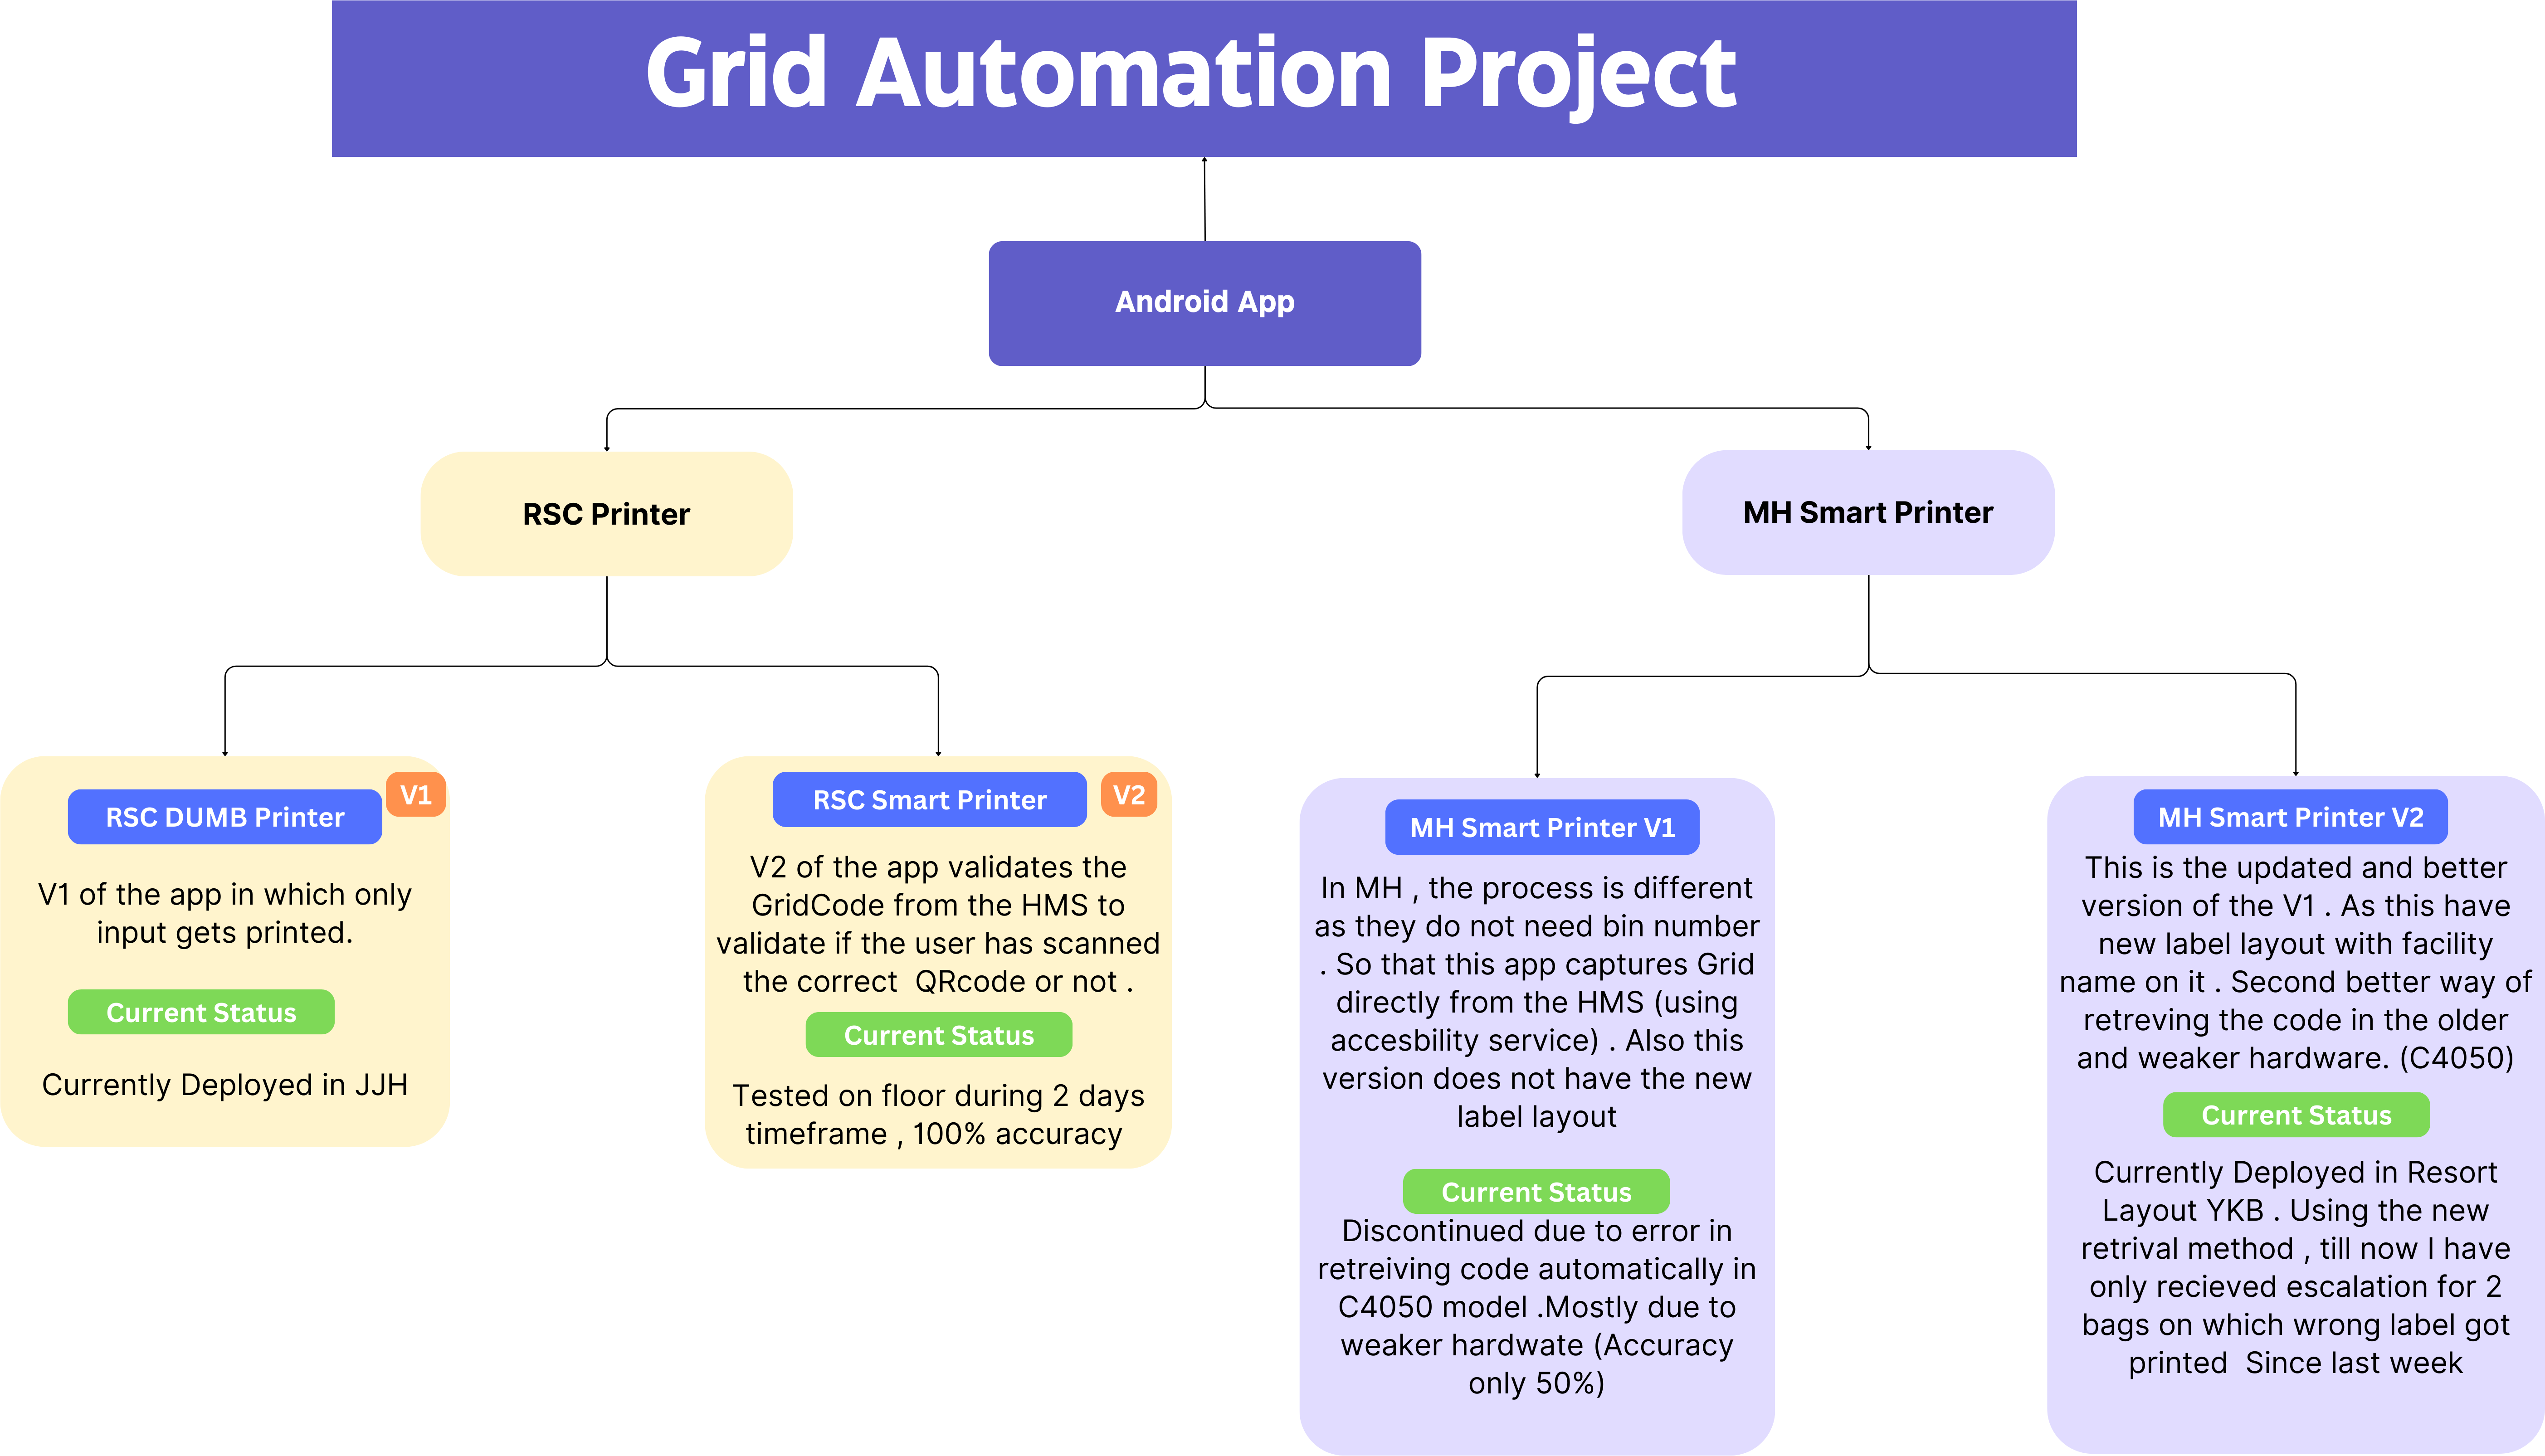 Grid Automation Project
Android App
RSC Printer
MH Smart Printer
RSC DUMB Printer
V1
V1 of the app in which only
input gets printed.
Current Status
Currently Deployed in JJH
RSC Smart Printer
V2
V2 of the app validates the
GridCode from the HMS to
validate if the user has scanned
the correct  QRcode or not .
Current Status
Tested on floor during 2 days
timeframe , 100% accuracy
MH Smart Printer V1
In MH , the process is different
as they do not need bin number
. So that this app captures Grid
directly from the HMS (using
accesbility service) . Also this
version does not have the new
label layout
Current Status
Discontinued due to error in
retreiving code automatically in
C4050 model .Mostly due to
weaker hardwate (Accuracy
only 50%)
MH Smart Printer V2
This is the updated and better
version of the V1 . As this have
new label layout with facility
name on it . Second better way of
retreving the code in the older
and weaker hardware. (C4050)
Current Status
Currently Deployed in Resort
Layout YKB . Using the new
retrival method , till now I have
only recieved escalation for 2
bags on which wrong label got
printed  Since last week